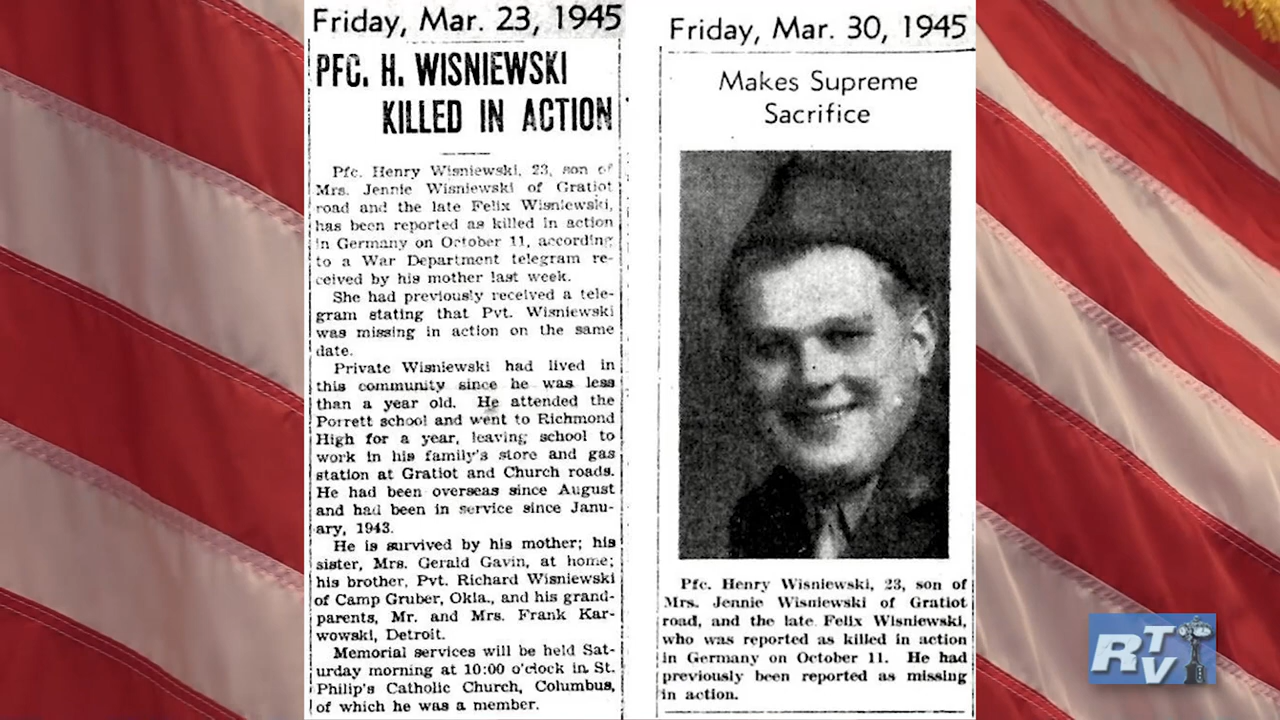 Friday, Mar. 23, 1945
PFC. H. WISNIEWSKI
KILLED IN ACTION
Pfc. Henry Wisniewski, 23, son of
Mrs. Jennie Wisniewski of Gratiot
road and the late Felix Wisniewski,
has been reported as killed in action
in Germany on October 11, according
to a War Department telegram re-
ceived by his mother last week.
She had previously received a tele-
gram stating that Pvt. Wisniewski
was missing in action on the same
date.
Private Wisniewski had lived in
this community since he was less
than a year old. He attended the
Porrett school and went to Richmond
High for a year, leaving school to
work in his family's store and gas
station at Gratiot and Church roads.
He had been overseas since August
and had been in service since Janu-
ary, 1943.
He is survived by his mother; his
sister, Mrs. Gerald Gavin, at home;
his brother, Pvt. Richard Wisniewski
of Camp Gruber, Okla., and his grand-
parents, Mr. and Mrs. Frank Kar-
wowski, Detroit.
Memorial services will be held Sat-
urday morning at 10:00 o'clock in St.
Philip's Catholic Church, Columbus,
of which he was a member.
Friday, Mar. 30, 1945
Makes Supreme
Sacrifice
Pfc. Henry Wisniewski, 23, son of
Mrs. Jennie Wisniewski of Gratiot
road, and the late Felix Wisniewski,
who was reported as killed in action
in Germany on October 11. He had
previously been reported as missing
in action.
RTV